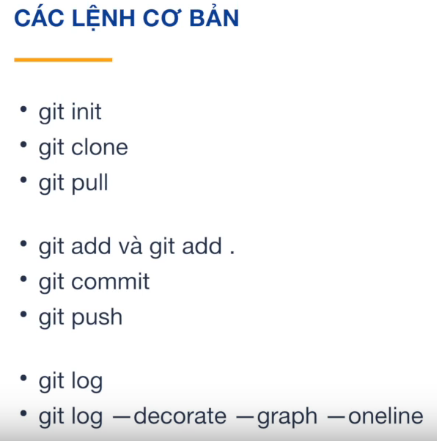 CÁC LỆNH CƠ BẢN
• git init
• git clone
• git pull
• git add và git add .
• git commit
• git push
• git log
• git log —decorate —graph —oneline